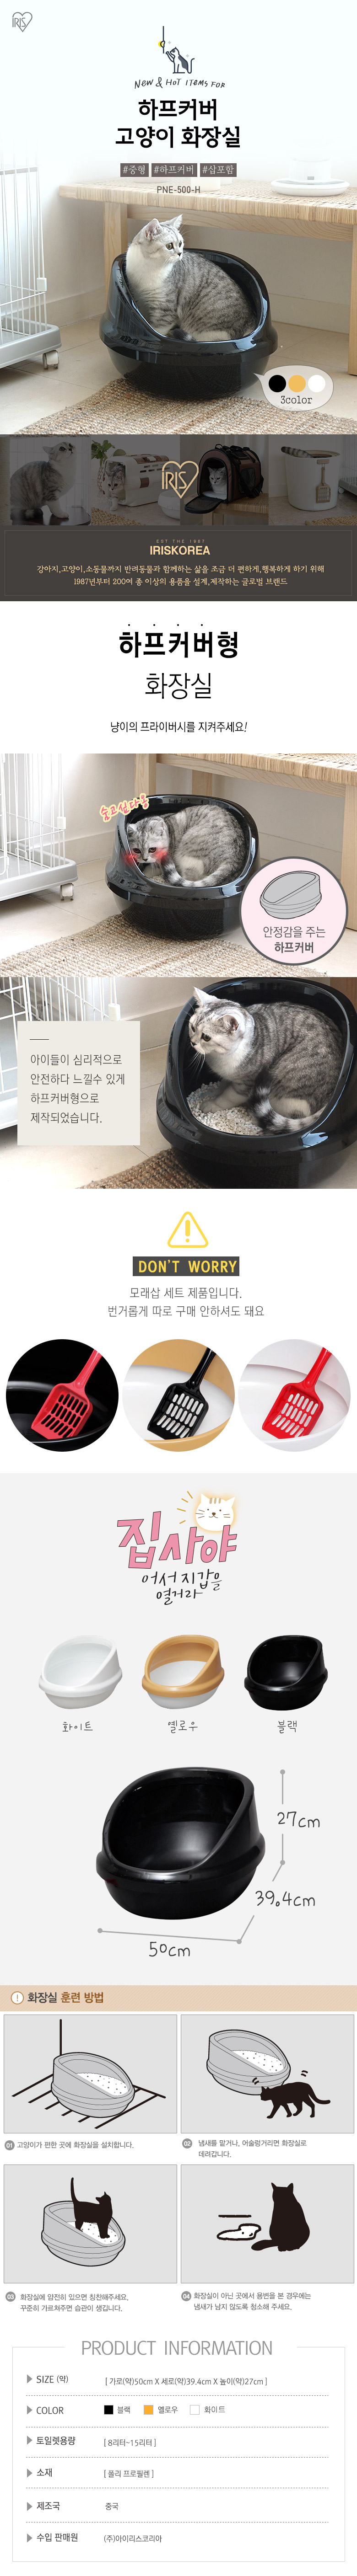 IRIS
NEW & HOT ITEMS FOR
하프커버
고양이 화장실
#중형 #하프커버 #삽포함
PNE-500-H
3color
IRIS
EST THE 1987
IRISKOREA
강아지,고양이,소동물까지 반려동물과 함께하는 삶을 조금 더 편하게,행복하게 하기 위해
1987년부터 200여 종 이상의 용품을 설계,제작하는 글로벌 브랜드
하프커버형
화장실
냥이의 프라이버시를 지켜주세요!
숨고싶다옹
안정감을 주는
하프커버
아이들이 심리적으로
안전하다 느낄수 있게
하프커버형으로
제작되었습니다.
DON'T WORRY
모래삽 세트 제품입니다.
번거롭게 따로 구매 안하셔도 돼요
집사야
어서 지갑을
열거라
화이트
옐로우
블랙
27cm
39.4cm
50cm
! 화장실 훈련 방법
01 고양이가 편한 곳에 화장실을 설치합니다.
02 냄새를 맡거나, 어슬렁거리면 화장실로
데려갑니다.
03 화장실에 얌전히 있으면 칭찬해주세요,
꾸준히 가르쳐주면 습관이 생깁니다.
04 화장실이 아닌 곳에서 용변을 본 경우에는
냄새가 남지 않도록 청소해 주세요.
PRODUCT INFORMATION
SIZE (약) [ 가로(약)50cm X 세로(약)39.4cm X 높이(약)27cm ]
COLOR 블랙 옐로우 화이트
토일렛용량 [ 8리터~15리터 ]
소재 [ 폴리 프로필렌 ]
제조국 중국
수입 판매원 (주)아이리스코리아